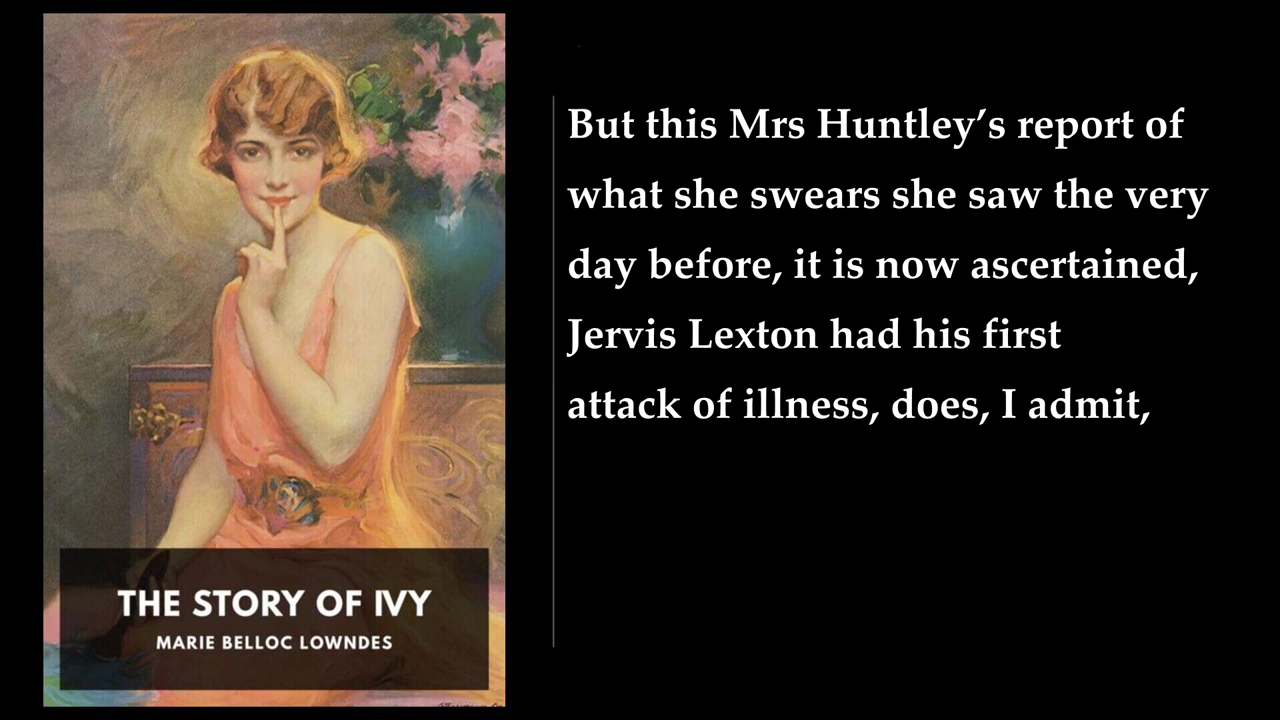 THE STORY OF IVY
MARIE BELLOC LOWNDES
But this Mrs Huntley’s report of
what she swears she saw the very
day before, it is now ascertained,
Jervis Lexton had his first
attack of illness, does, I admit,